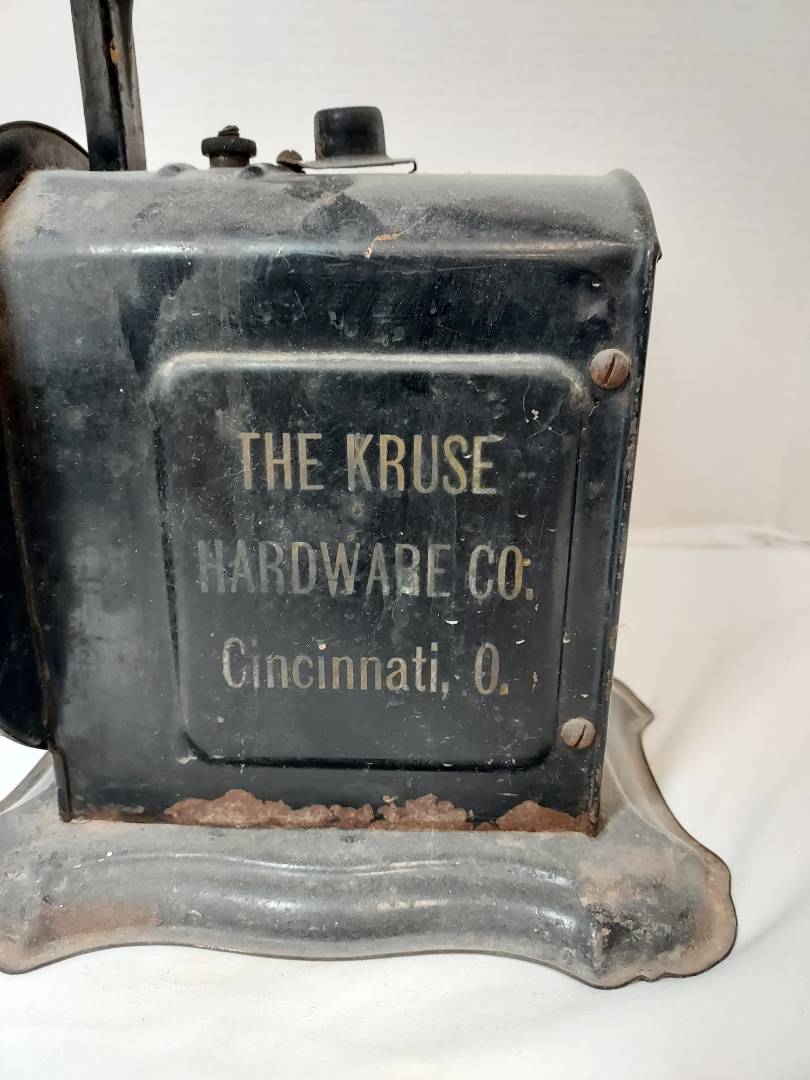 THE KRUSE
HARDWARE CO.
Cincinnati, O.